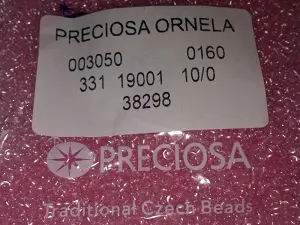 PRECIOSA ORNELA
003050 0160
331 19001 10/0
38298
PRECIOSA
Traditional Czech Beads